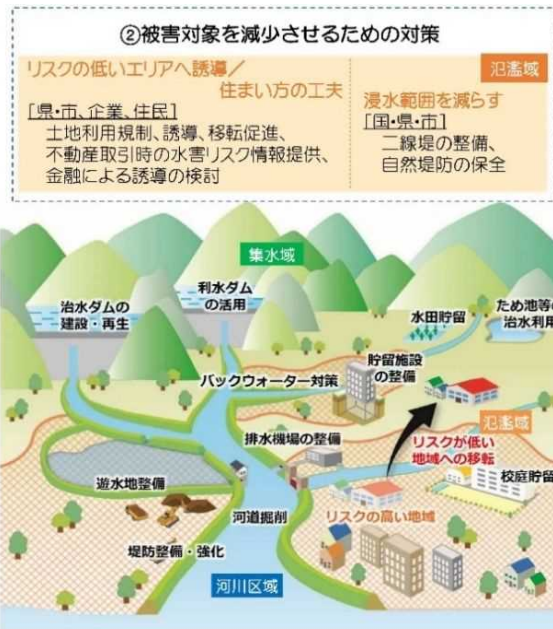 ②被害対象を減少させるための対策
リスクの低いエリアへ誘導／
住まい方の工夫
[県・市、企業、住民]
土地利用規制、誘導、移転促進、
不動産取引時の水害リスク情報提供、
金融による誘導の検討
氾濫域
浸水範囲を減らす
[国・県・市]
二線堤の整備、
自然堤防の保全
集水域
治水ダムの
建設・再生
利水ダム
の活用
水田貯留
ため池等の
治水利用
バックウォーター対策
貯留施設
の整備
氾濫域
排水機場の整備
リスクが低い
地域への移転
遊水地整備
校庭貯留
河道掘削
リスクの高い地域
堤防整備・強化
河川区域